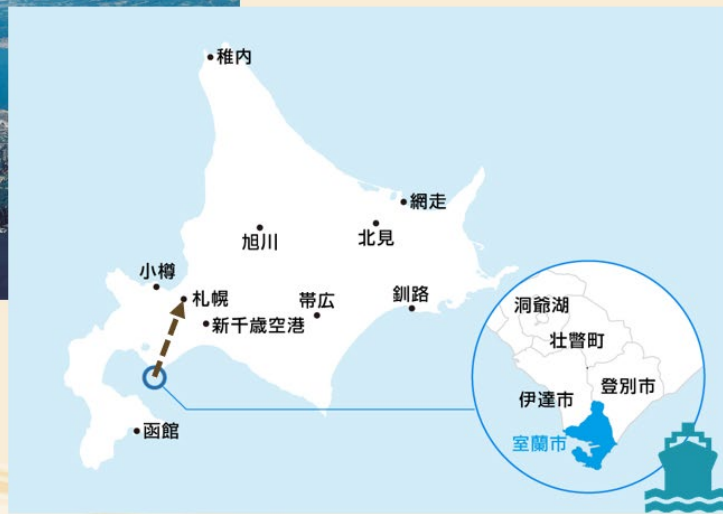 稚内
網走
旭川
北見
小樽
札幌
帯広
釧路
新千歳空港
函館
洞爺湖
壮瞥町
伊達市
登別市
室蘭市